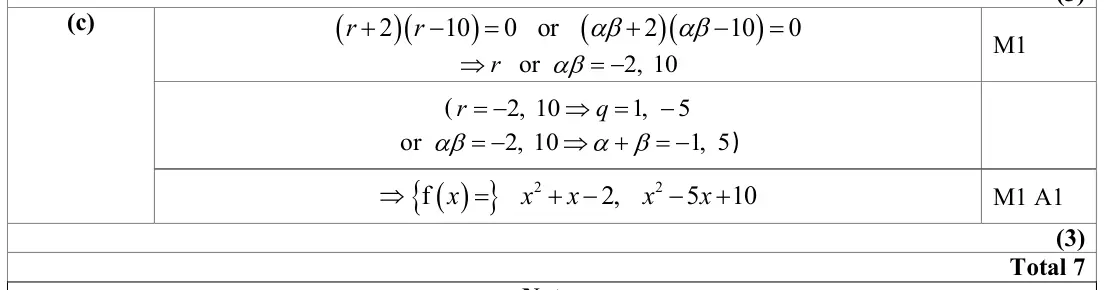 (3)
(c)
(r+2)(r−10)=0 or (αβ+2)(αβ−10)=0
⇒ r or αβ = −2, 10
M1
(r = −2, 10 ⇒ q = 1, −5
or αβ = −2, 10 ⇒ α + β = −1, 5)
⇒ {f(x)=} x²+x−2, x²−5x+10
M1 A1
(3)
Total 7